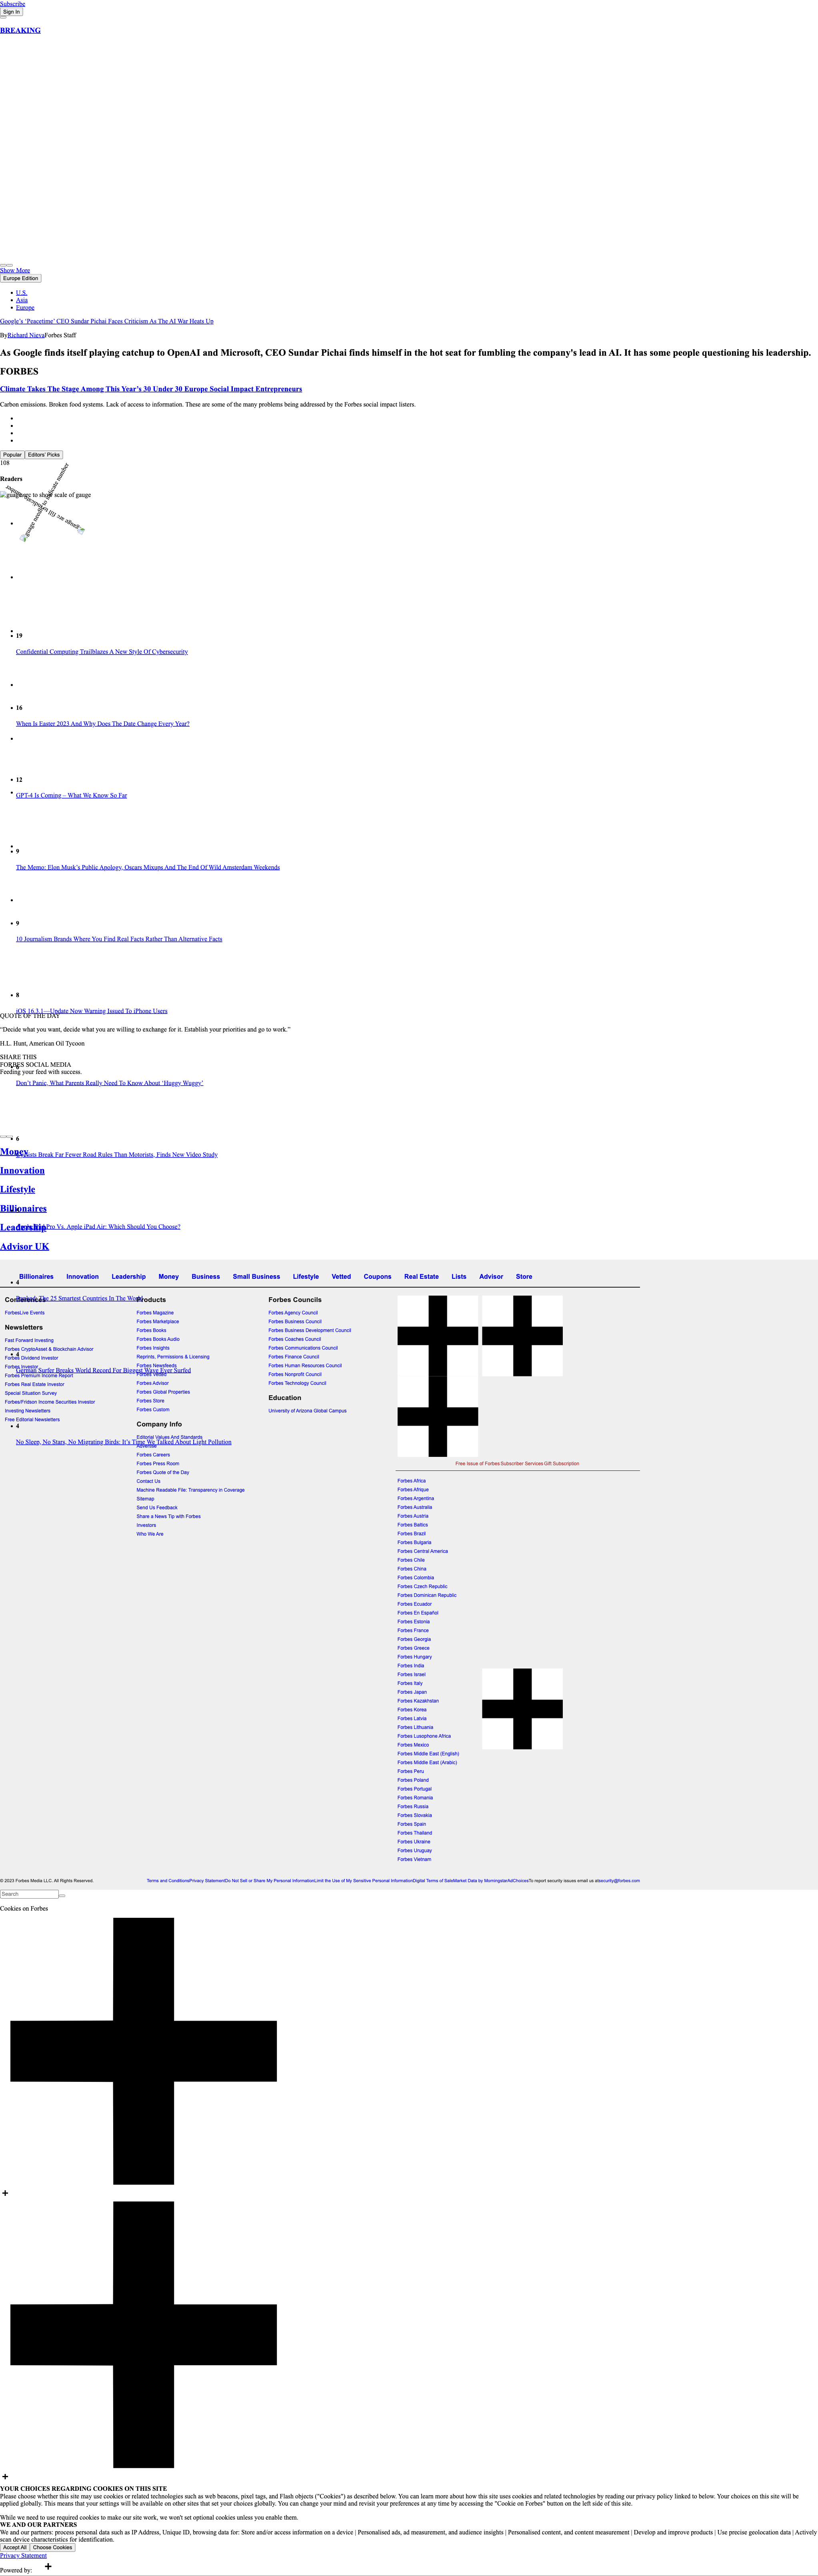 Subscribe
Sign In
BREAKING
Show More
Europe Edition
U.S.
Asia
Europe
Google's 'Peacetime' CEO Sundar Pichai Faces Criticism As The AI War Heats Up
ByRichard NievaForbes Staff
As Google finds itself playing catchup to OpenAI and Microsoft, CEO Sundar Pichai finds himself in the hot seat for fumbling the company's lead in AI. It has some people questioning his leadership.
FORBES
Climate Takes The Stage Among This Year's 30 Under 30 Europe Social Impact Entrepreneurs
Carbon emissions. Broken food systems. Lack of access to information. These are some of the many problems being addressed by the Forbes social impact listers.
Popular Editors' Picks
108
Readers
to show scale of gauge
19
Confidential Computing Trailblazes A New Style Of Cybersecurity
16
When Is Easter 2023 And Why Does The Date Change Every Year?
12
GPT-4 Is Coming – What We Know So Far
9
The Memo: Elon Musk's Public Apology, Oscars Mixups And The End Of Wild Amsterdam Weekends
9
10 Journalism Brands Where You Find Real Facts Rather Than Alternative Facts
8
iOS 16.3.1—Update Now Warning Issued To iPhone Users
QUOTE OF THE DAY
"Decide what you want, decide what you are willing to exchange for it. Establish your priorities and go to work."
H.L. Hunt, American Oil Tycoon
SHARE THIS
FORBES SOCIAL MEDIA
Feeding your feed with success.
Don't Panic, What Parents Really Need To Know About 'Huggy Wuggy'
6
Money
Break Far Fewer Road Rules Than Motorists, Finds New Video Study
Innovation
Lifestyle
Billionaires
Leadership
Pro Vs. Apple iPad Air: Which Should You Choose?
Advisor UK
Billionaires Innovation Leadership Money Business Small Business Lifestyle Vetted Coupons Real Estate Lists Advisor Store
4
The 25 Smartest Countries In The World
Conferences
ForbesLive Events
Newsletters
Fast Forward Investing
Forbes CryptoAsset & Blockchain Advisor
Forbes Dividend Investor
4
Forbes Investor
German Surfer Breaks World Record For Biggest Wave Ever Surfed
Forbes Premium Income Report
Forbes Real Estate Investor
Special Situation Survey
Forbes/Fridson Income Securities Investor
Investing Newsletters
Free Editorial Newsletters
4
No Sleep, No Stars, No Migrating Birds: It's Time We Talked About Light Pollution
Products
Forbes Magazine
Forbes Marketplace
Forbes Books
Forbes Books Audio
Forbes Insights
Reprints, Permissions & Licensing
Forbes Newsfeeds
Forbes Vetted
Forbes Advisor
Forbes Global Properties
Forbes Store
Forbes Custom
Company Info
Editorial Values And Standards
Advertise
Forbes Careers
Forbes Press Room
Forbes Quote of the Day
Contact Us
Machine Readable File: Transparency in Coverage
Sitemap
Send Us Feedback
Share a News Tip with Forbes
Investors
Who We Are
Forbes Councils
Forbes Agency Council
Forbes Business Council
Forbes Business Development Council
Forbes Coaches Council
Forbes Communications Council
Forbes Finance Council
Forbes Human Resources Council
Forbes Nonprofit Council
Forbes Technology Council
Education
University of Arizona Global Campus
Free Issue of Forbes Subscriber Services Gift Subscription
Forbes Africa
Forbes Afrique
Forbes Argentina
Forbes Australia
Forbes Austria
Forbes Baltics
Forbes Brazil
Forbes Bulgaria
Forbes Central America
Forbes Chile
Forbes China
Forbes Colombia
Forbes Czech Republic
Forbes Dominican Republic
Forbes Ecuador
Forbes En Español
Forbes Estonia
Forbes France
Forbes Georgia
Forbes Greece
Forbes Hungary
Forbes India
Forbes Israel
Forbes Italy
Forbes Japan
Forbes Kazakhstan
Forbes Korea
Forbes Latvia
Forbes Lithuania
Forbes Lusophone Africa
Forbes Mexico
Forbes Middle East (English)
Forbes Middle East (Arabic)
Forbes Peru
Forbes Poland
Forbes Portugal
Forbes Romania
Forbes Russia
Forbes Slovakia
Forbes Spain
Forbes Thailand
Forbes Ukraine
Forbes Uruguay
Forbes Vietnam
© 2023 Forbes Media LLC. All Rights Reserved.
Terms and ConditionsPrivacy StatementDo Not Sell or Share My Personal InformationLimit the Use of My Sensitive Personal InformationDigital Terms of SaleMarket Data by MorningstarAdChoicesTo report security issues email us atsecurity@forbes.com
Search
Cookies on Forbes
YOUR CHOICES REGARDING COOKIES ON THIS SITE
Please choose whether this site may use cookies or related technologies such as web beacons, pixel tags, and Flash objects ("Cookies") as described below. You can learn more about how this site uses cookies and related technologies by reading our privacy policy linked to below. Your choices on this site will be
applied globally. This means that your settings will be available on other sites that set your choices globally. You can change your mind and revisit your preferences at any time by accessing the "Cookie on Forbes" button on the left side of this site.
While we need to use required cookies to make our site work, we won't set optional cookies unless you enable them.
WE AND OUR PARTNERS
We and our partners: process personal data such as IP Address, Unique ID, browsing data for: Store and/or access information on a device | Personalised ads, ad measurement, and audience insights | Personalised content, and content measurement | Develop and improve products | Use precise geolocation data | Actively
scan device characteristics for identification.
Accept All Choose Cookies
Privacy Statement
Powered by: